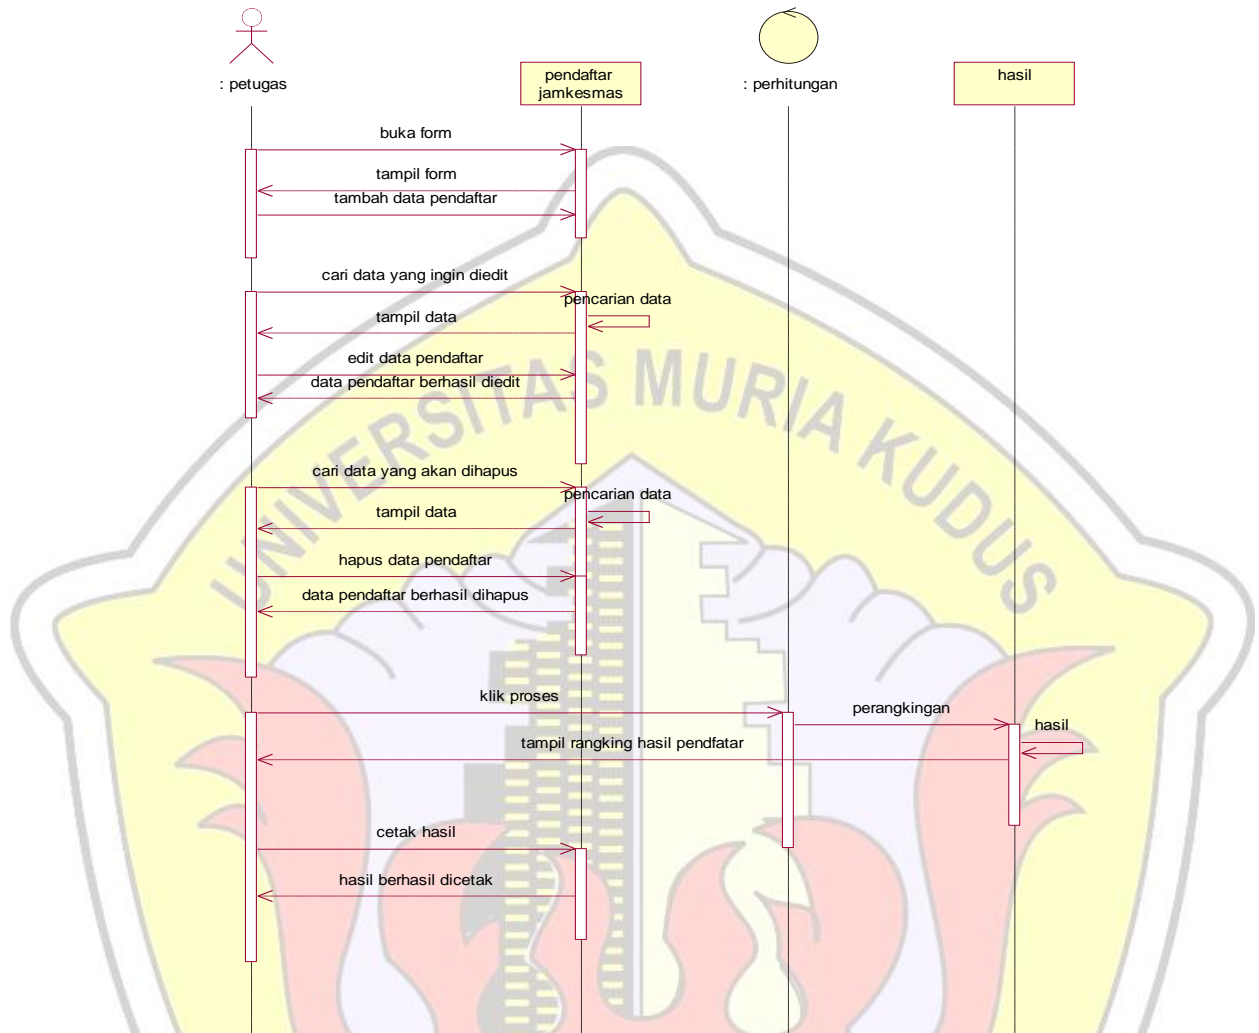 : petugas
pendaftar
jamkesmas
: perhitungan
hasil
buka form
tampil form
tambah data pendaftar
cari data yang ingin diedit
pencarian data
tampil data
edit data pendaftar
data pendaftar berhasil diedit
UNIVERSITAS MURIA KUDUS
cari data yang akan dihapus
pencarian data
tampil data
hapus data pendaftar
data pendaftar berhasil dihapus
klik proses
perangkingan
hasil
tampil rangking hasil pendfatar
cetak hasil
hasil berhasil dicetak